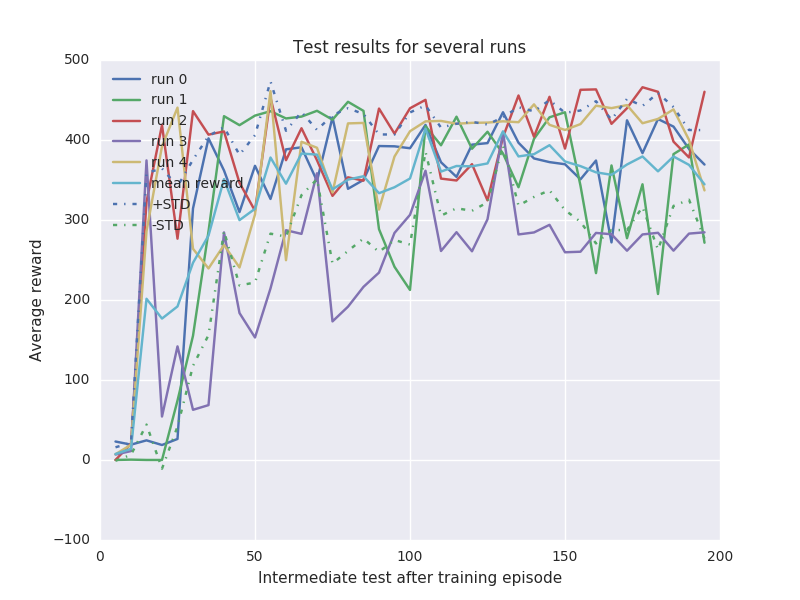 Test results for several runs
500
400
300
200
100
0
−100
Average reward
run 0
run 1
run 2
run 3
run 4
mean reward
+STD
-STD
0 50 100 150 200
Intermediate test after training episode